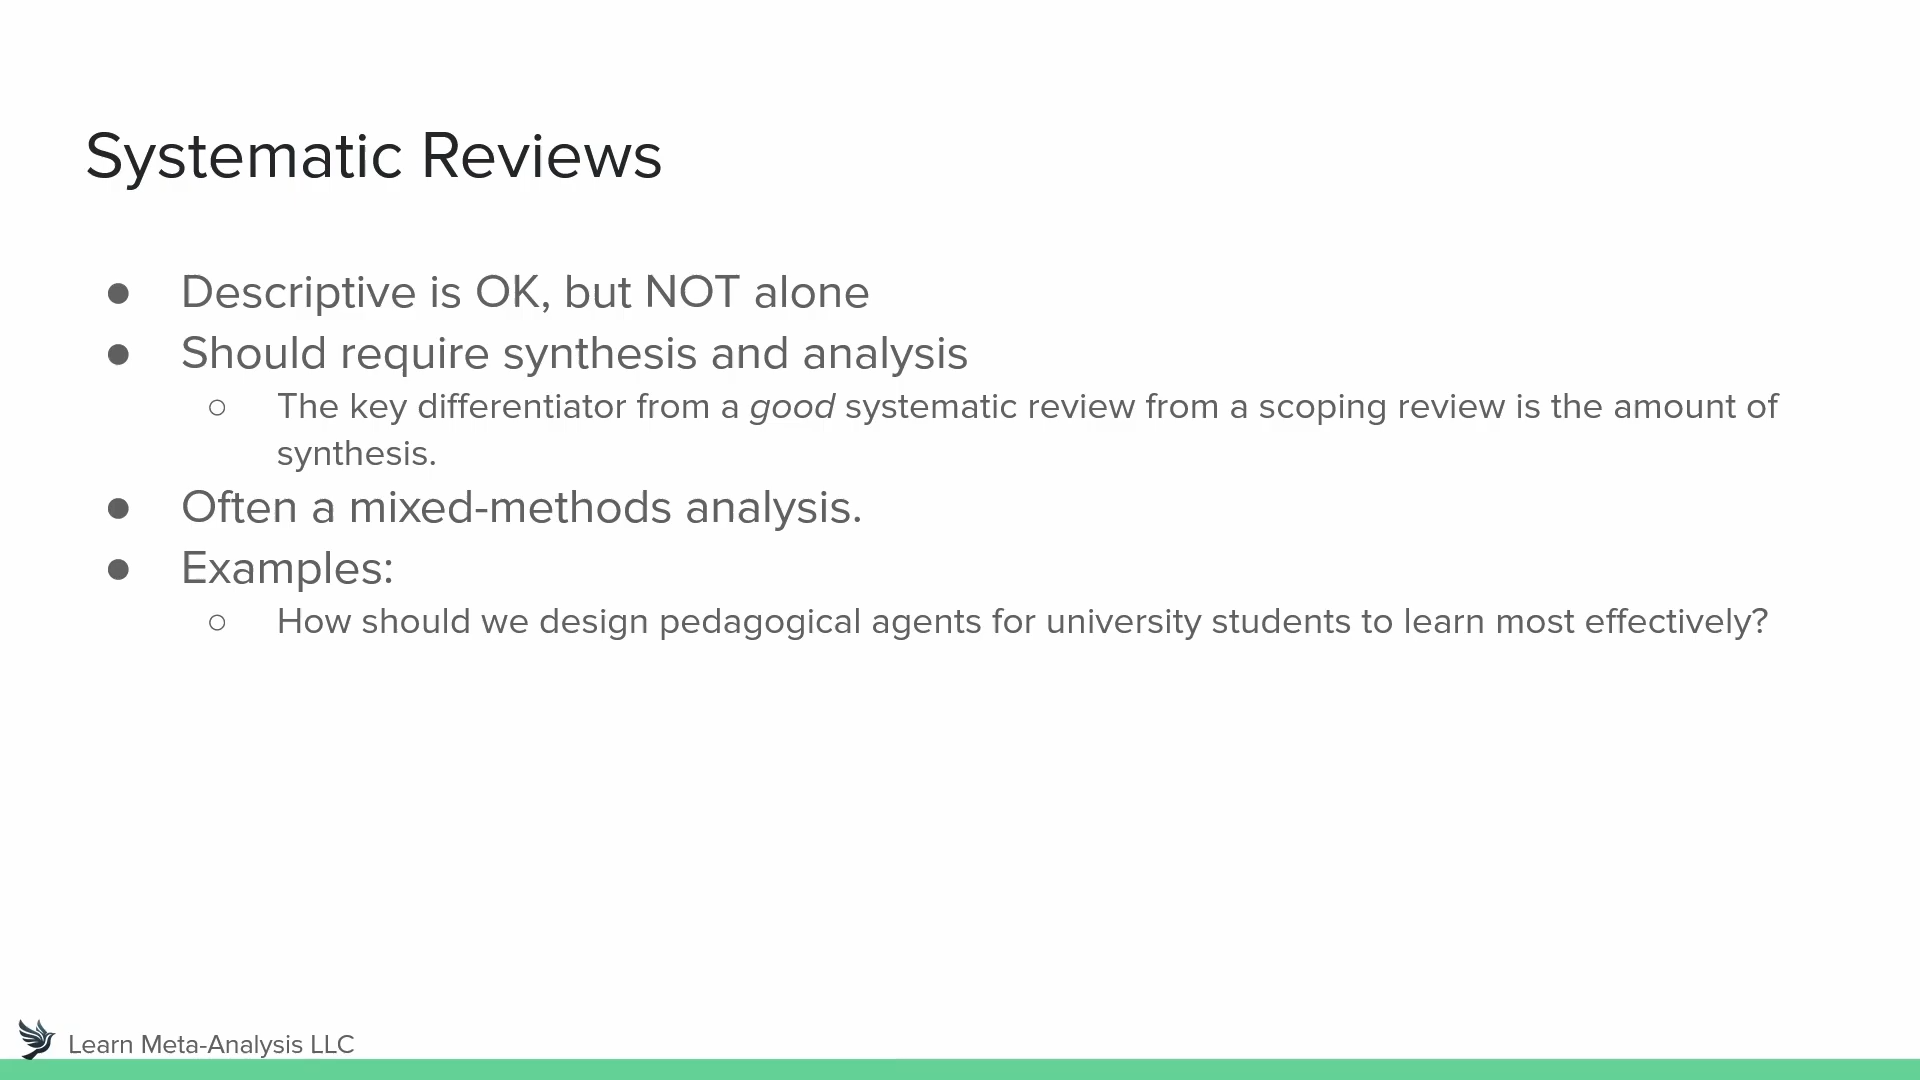 Systematic Reviews
● Descriptive is OK, but NOT alone
● Should require synthesis and analysis
○ The key differentiator from a good systematic review from a scoping review is the amount of
synthesis.
● Often a mixed-methods analysis.
● Examples:
○ How should we design pedagogical agents for university students to learn most effectively?
Learn Meta-Analysis LLC